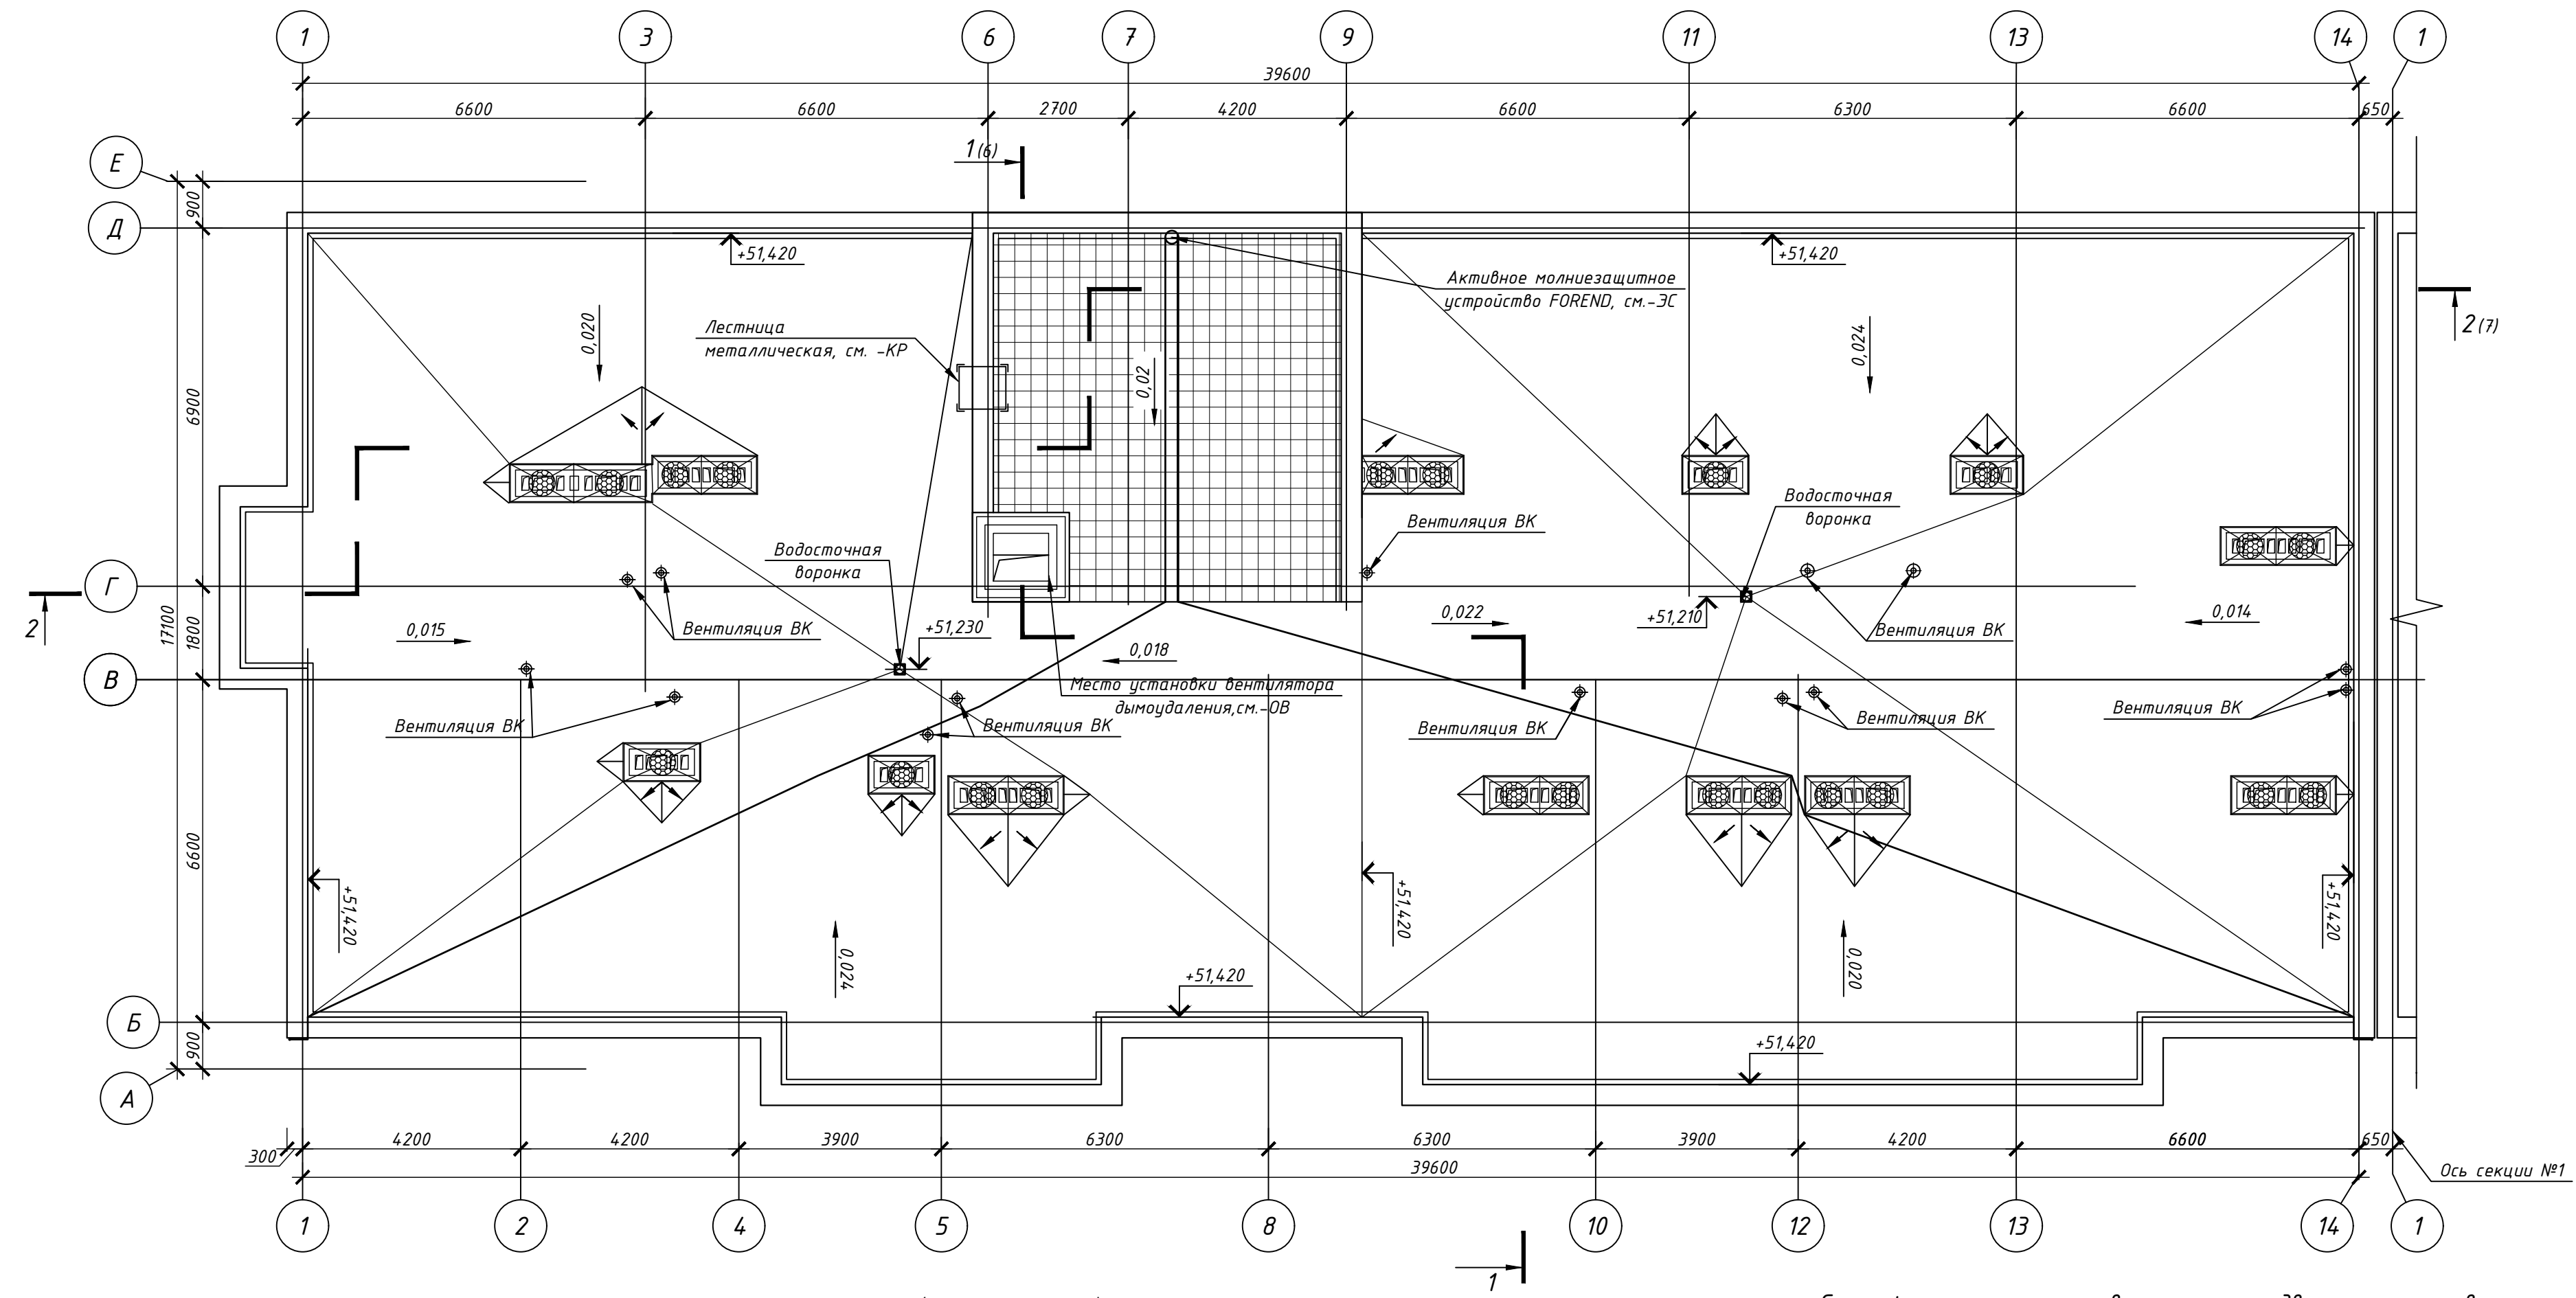 1 3 6 7 9 11 13 14 1
39600
6600 6600 2700 4200 6600 6300 6600 650
1(6)
Е
900
Д
+51,420
+51,420
Активное молниезащитное
устройство FOREND, см.-ЭС
0,020
Лестница
металлическая, см. -КР
0,02
0,024
2(7)
6900
Водосточная
воронка
Вентиляция ВК
Водосточная
воронка
Г
2
17100
1800
0,015
Вентиляция ВК
+51,230
0,018
0,022
+51,210
Вентиляция ВК
0,014
В
Место установки вентилятора
дымоудаления,см.-ОВ
Вентиляция ВК
Вентиляция ВК
Вентиляция ВК
Вентиляция ВК
Вентиляция ВК
6600
+51,420
0,024
+51,420
+51,420
0,020
+51,420
Б
900
+51,420
А
300
4200 4200 3900 6300 6300 3900 4200 6600 650
39600
Ось секции №1
1 2 4 5 8 10 12 13 14 1
1